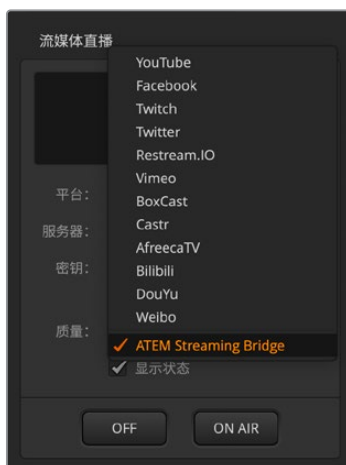 流媒体直播
YouTube
Facebook
Twitch
Twitter
Restream.IO
Vimeo
BoxCast
平台：
Castr
服务器：
AfreecaTV
密钥：
Bilibili
DouYu
Weibo
质量：
ATEM Streaming Bridge
显示状态
OFF
ON AIR